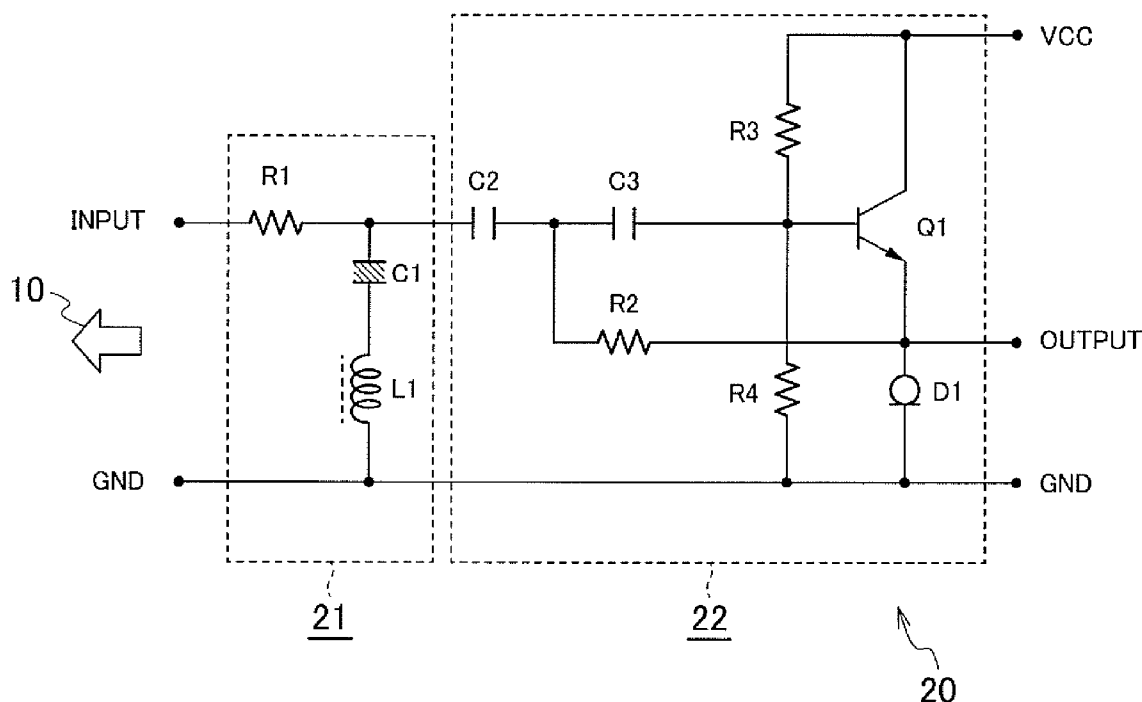 VCC
R3
R1
C2
C3
INPUT
Q1
C1
10
R2
OUTPUT
L1
R4
D1
GND
GND
21
22
20